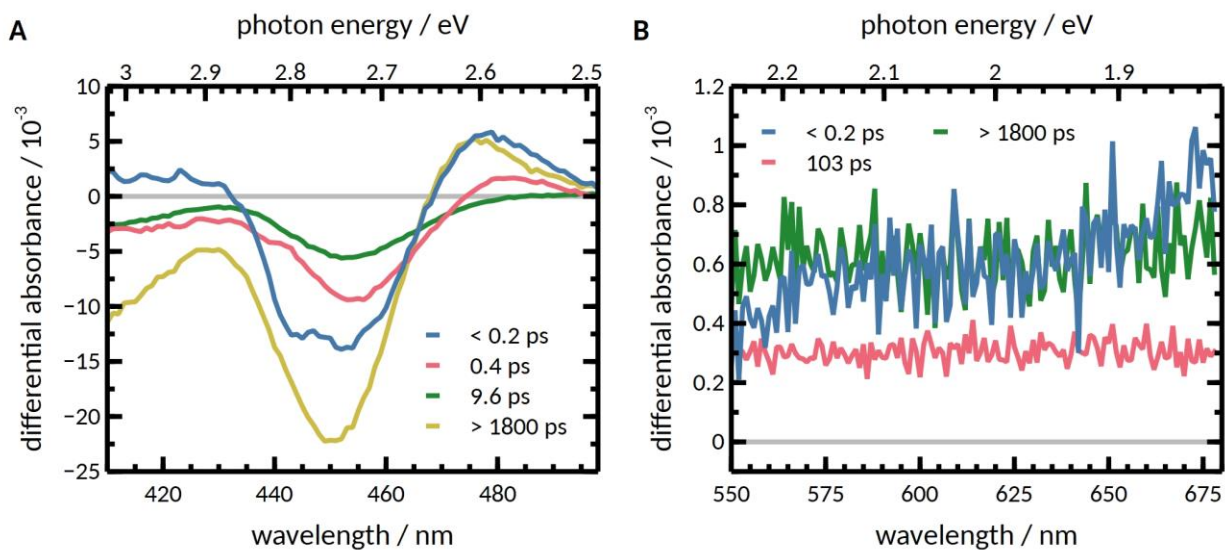 A
photon energy / eV
3 2.9 2.8 2.7 2.6 2.5
differential absorbance / 10⁻³
10
5
0
−5
−10
−15
−20
−25
< 0.2 ps
0.4 ps
9.6 ps
> 1800 ps
420 440 460 480
wavelength / nm
B
photon energy / eV
2.2 2.1 2 1.9
differential absorbance / 10⁻³
1.2
1
0.8
0.6
0.4
0.2
0
< 0.2 ps > 1800 ps
103 ps
550 575 600 625 650 675
wavelength / nm